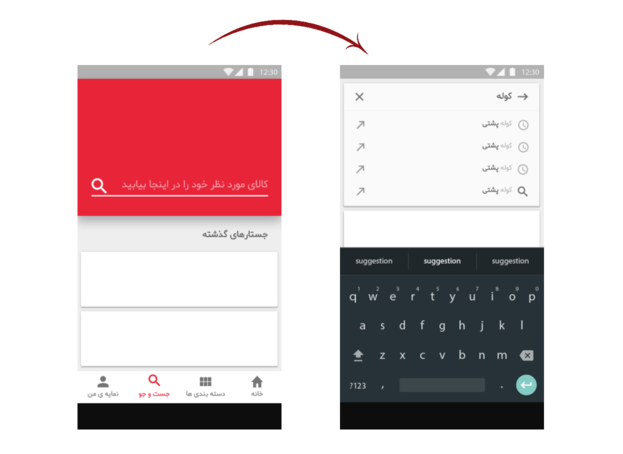 12:30
کالای مورد نظر خود را در اینجا بیابید
جستارهای گذشته
خانه
دسته بندی ها
جست و جو
نمایه ی من
12:30
کوله
کوله پشتی
کوله پشتی
کوله پشتی
کوله پشتی
suggestion suggestion suggestion
1 2 3 4 5 6 7 8 9 0
q w e r t y u i o p
a s d f g h j k l
z x c v b n m
?123 , .